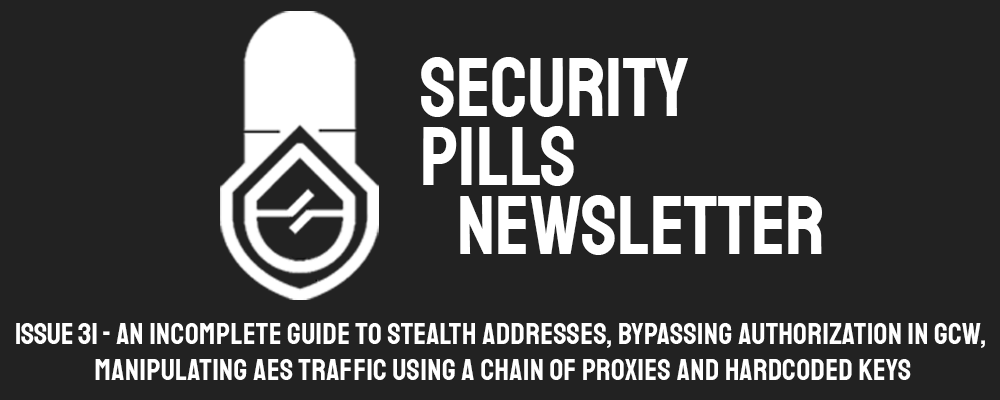 SECURITY
PILLS
NEWSLETTER
ISSUE 31 - AN INCOMPLETE GUIDE TO STEALTH ADDRESSES, BYPASSING AUTHORIZATION IN GCW,
MANIPULATING AES TRAFFIC USING A CHAIN OF PROXIES AND HARDCODED KEYS